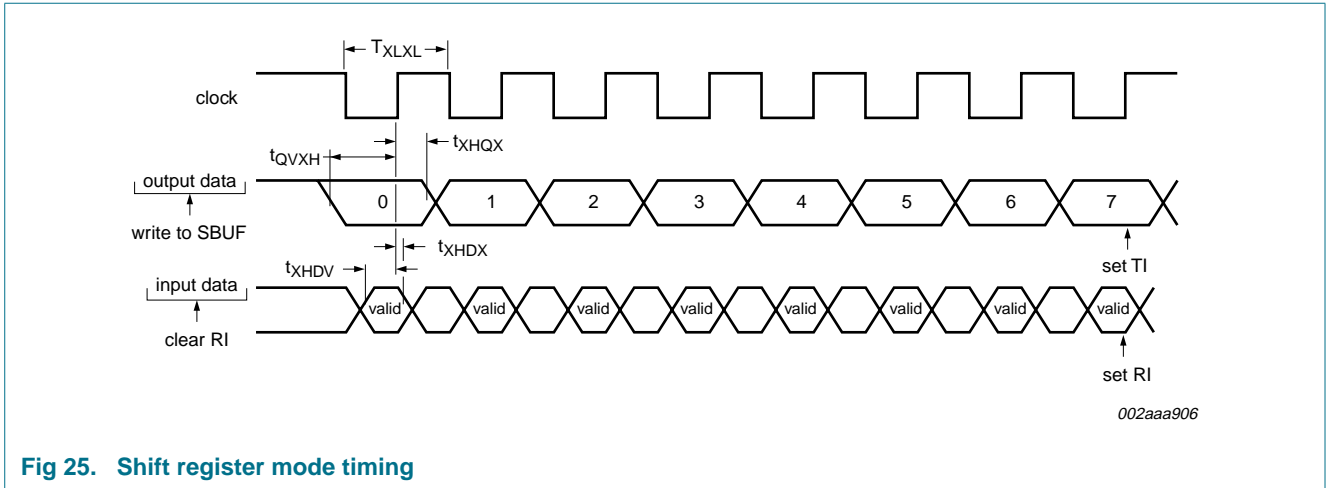 TXLXL
clock
tXHQX
tQVXH
output data
0 1 2 3 4 5 6 7
write to SBUF
tXHDX
set TI
tXHDV
input data
valid valid valid valid valid valid valid valid
clear RI
set RI
002aaa906
Fig 25. Shift register mode timing